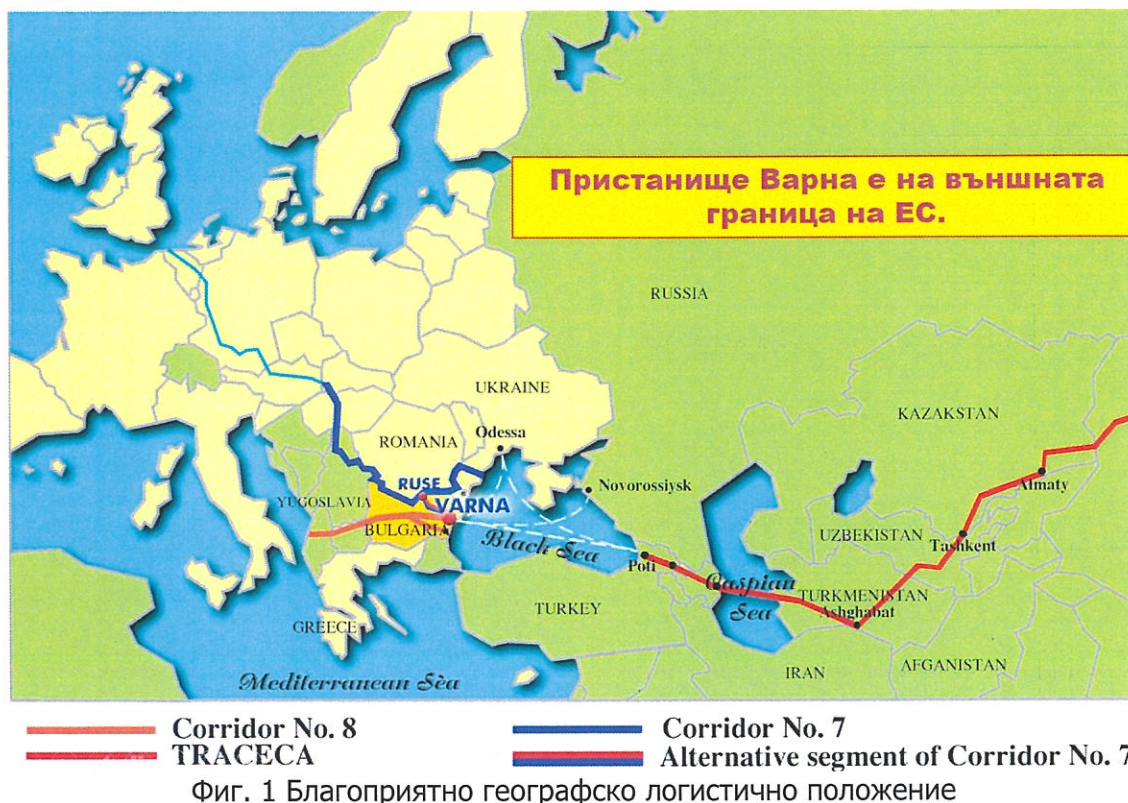 Пристанище Варна е на външната
граница на ЕС.
RUSSIA
UKRAINE
KAZAKSTAN
ROMANIA
Odessa
RUSE
Novorossiysk
Almaty
YUGOSLAVIA
VARNA
BULGARIA
UZBEKISTAN
Black Sea
Tashkent
Poti
Caspian
Sea
TURKMENISTAN
TURKEY
Ashghabat
GREECE
IRAN
AFGANISTAN
Mediterranean Sea
Corridor No. 8
TRACECA
Corridor No. 7
Alternative segment of Corridor No. 7
Фиг. 1 Благоприятно географско логистично положение